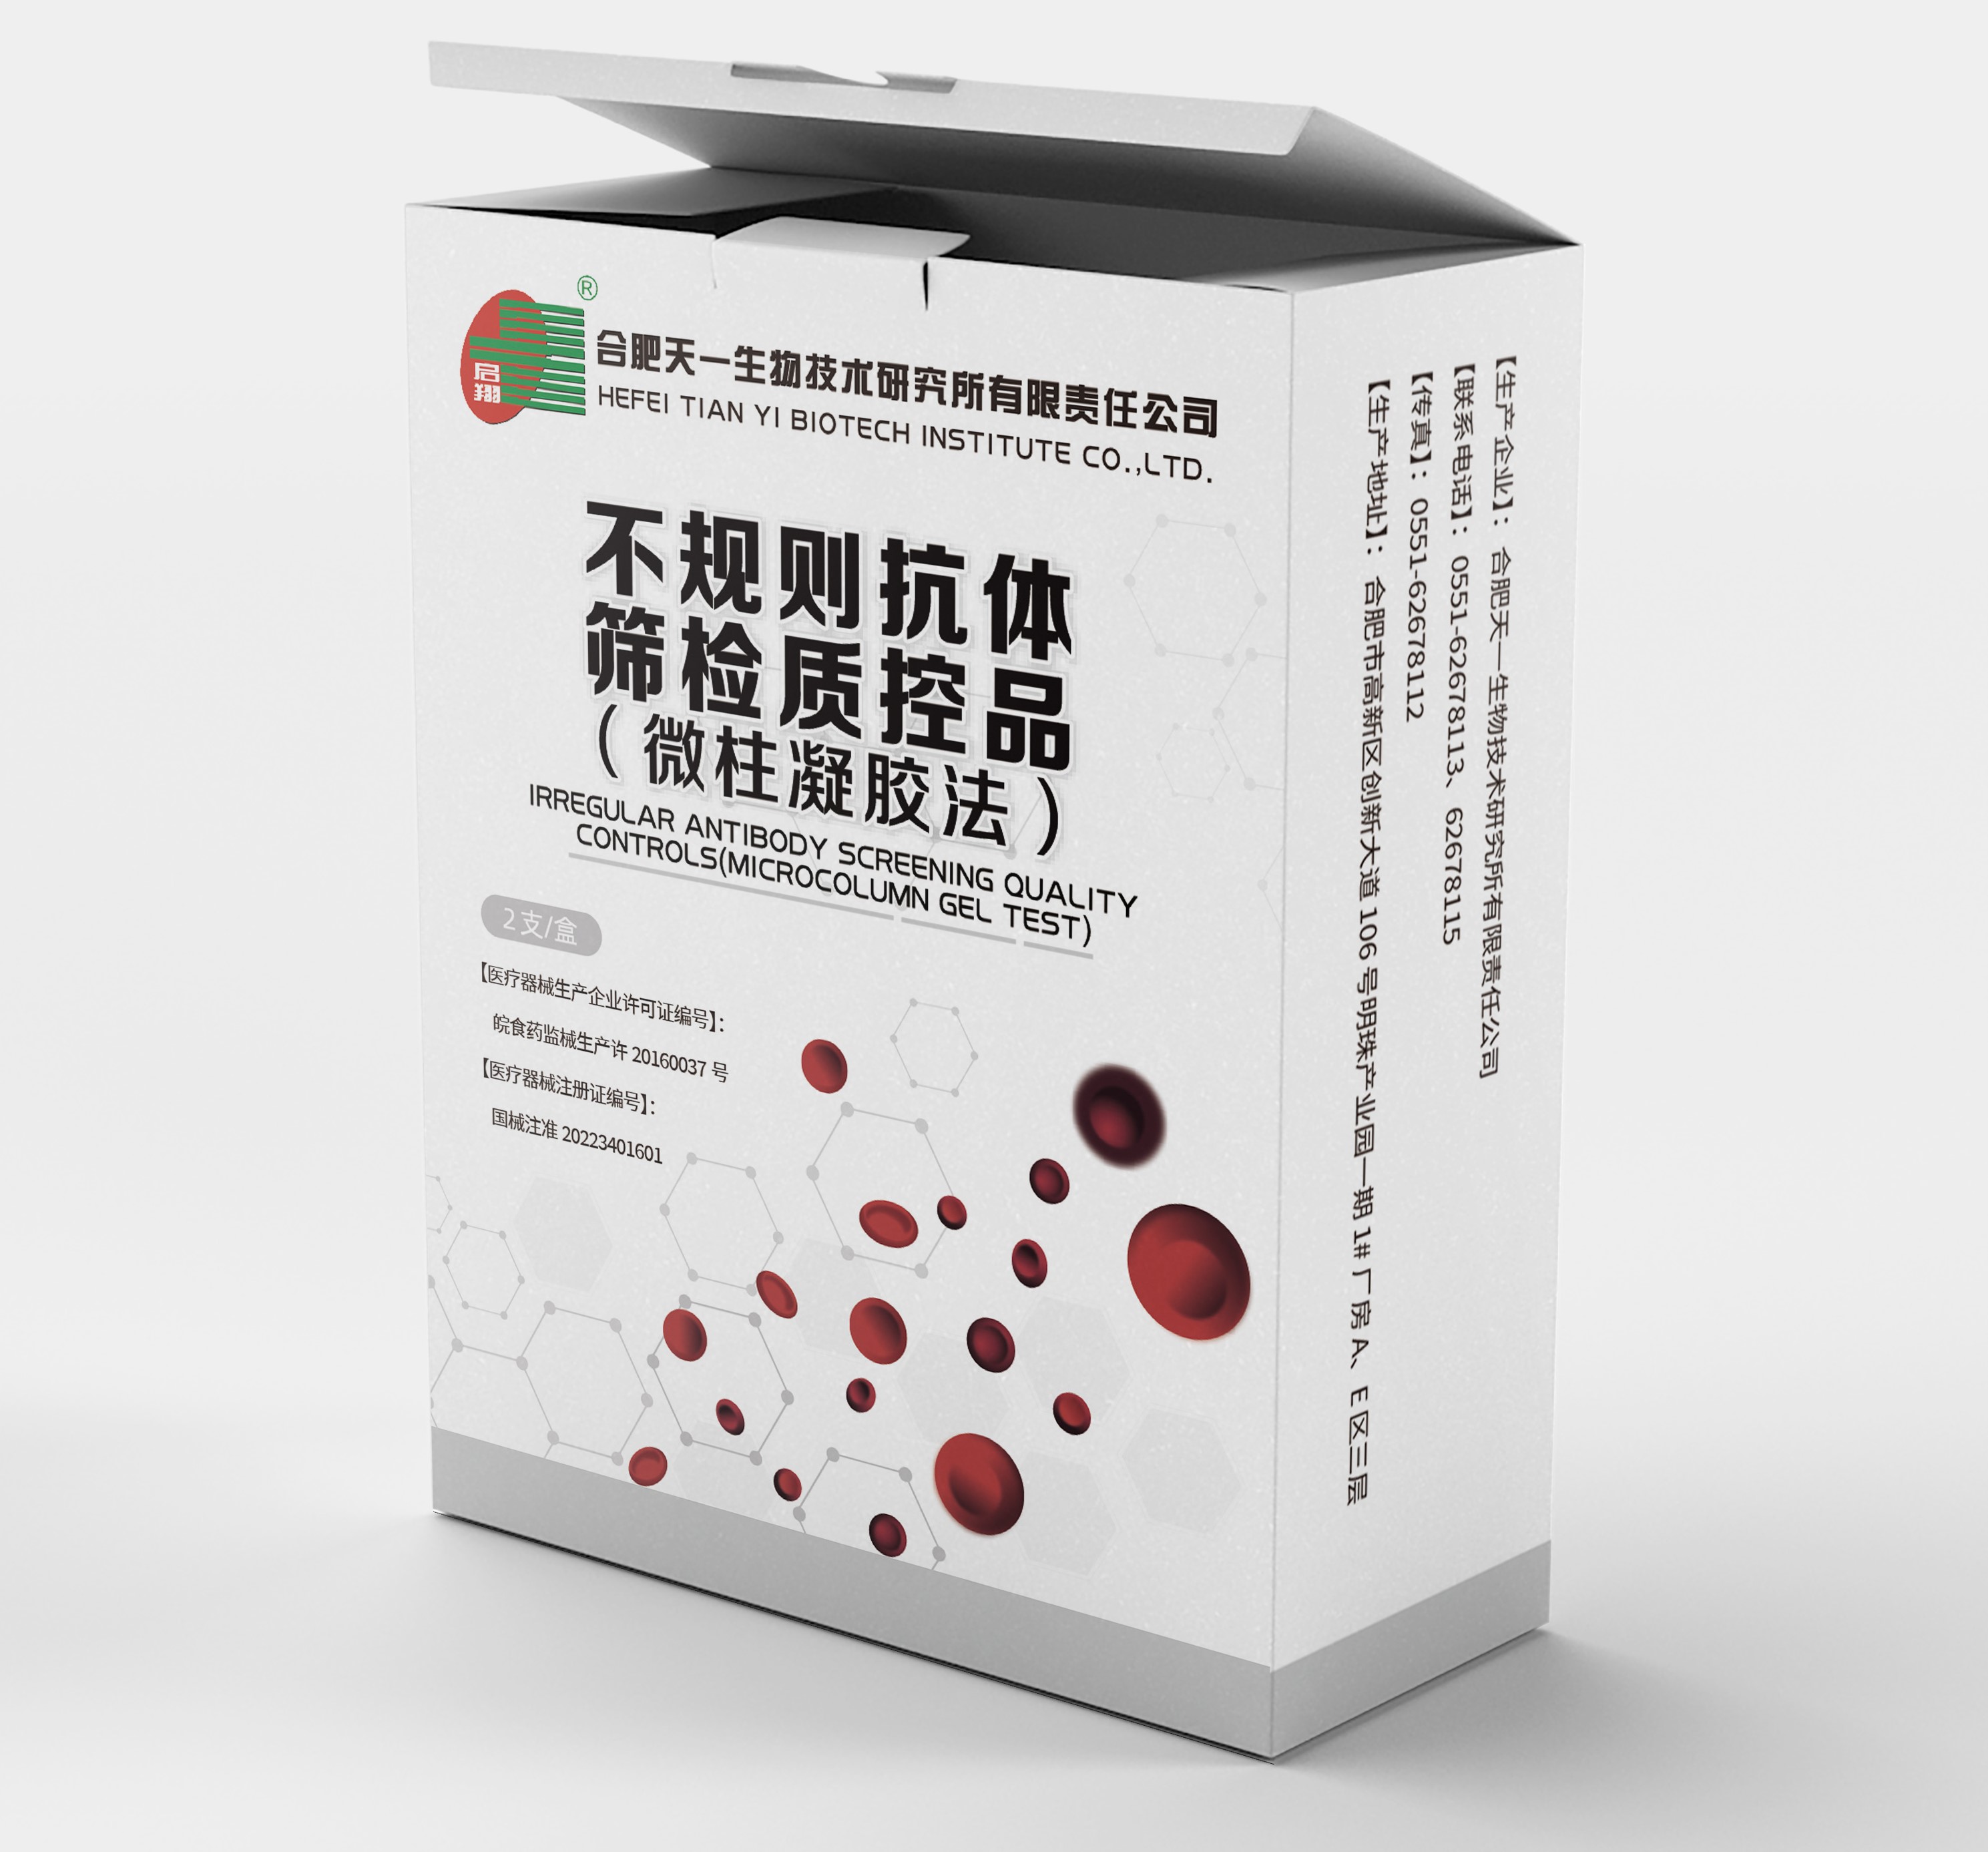 ®
启翔
合肥天一生物技术研究所有限责任公司
HEFEI TIAN YI BIOTECH INSTITUTE CO.,LTD.
不规则抗体
筛检质控品
（微柱凝胶法）
IRREGULAR ANTIBODY SCREENING QUALITY
CONTROLS(MICROCOLUMN GEL TEST)
2支/盒
【医疗器械生产企业许可证编号】：
皖食药监械生产许 20160037 号
【医疗器械注册证编号】：
国械注准 20223401601
【生产企业】：合肥天一生物技术研究所有限责任公司
【联系电话】：0551-62678113、62678115
【传真】：0551-62678112
【生产地址】：合肥市高新区创新大道 106 号明珠产业园一期 1# 厂房 A、E 区三层